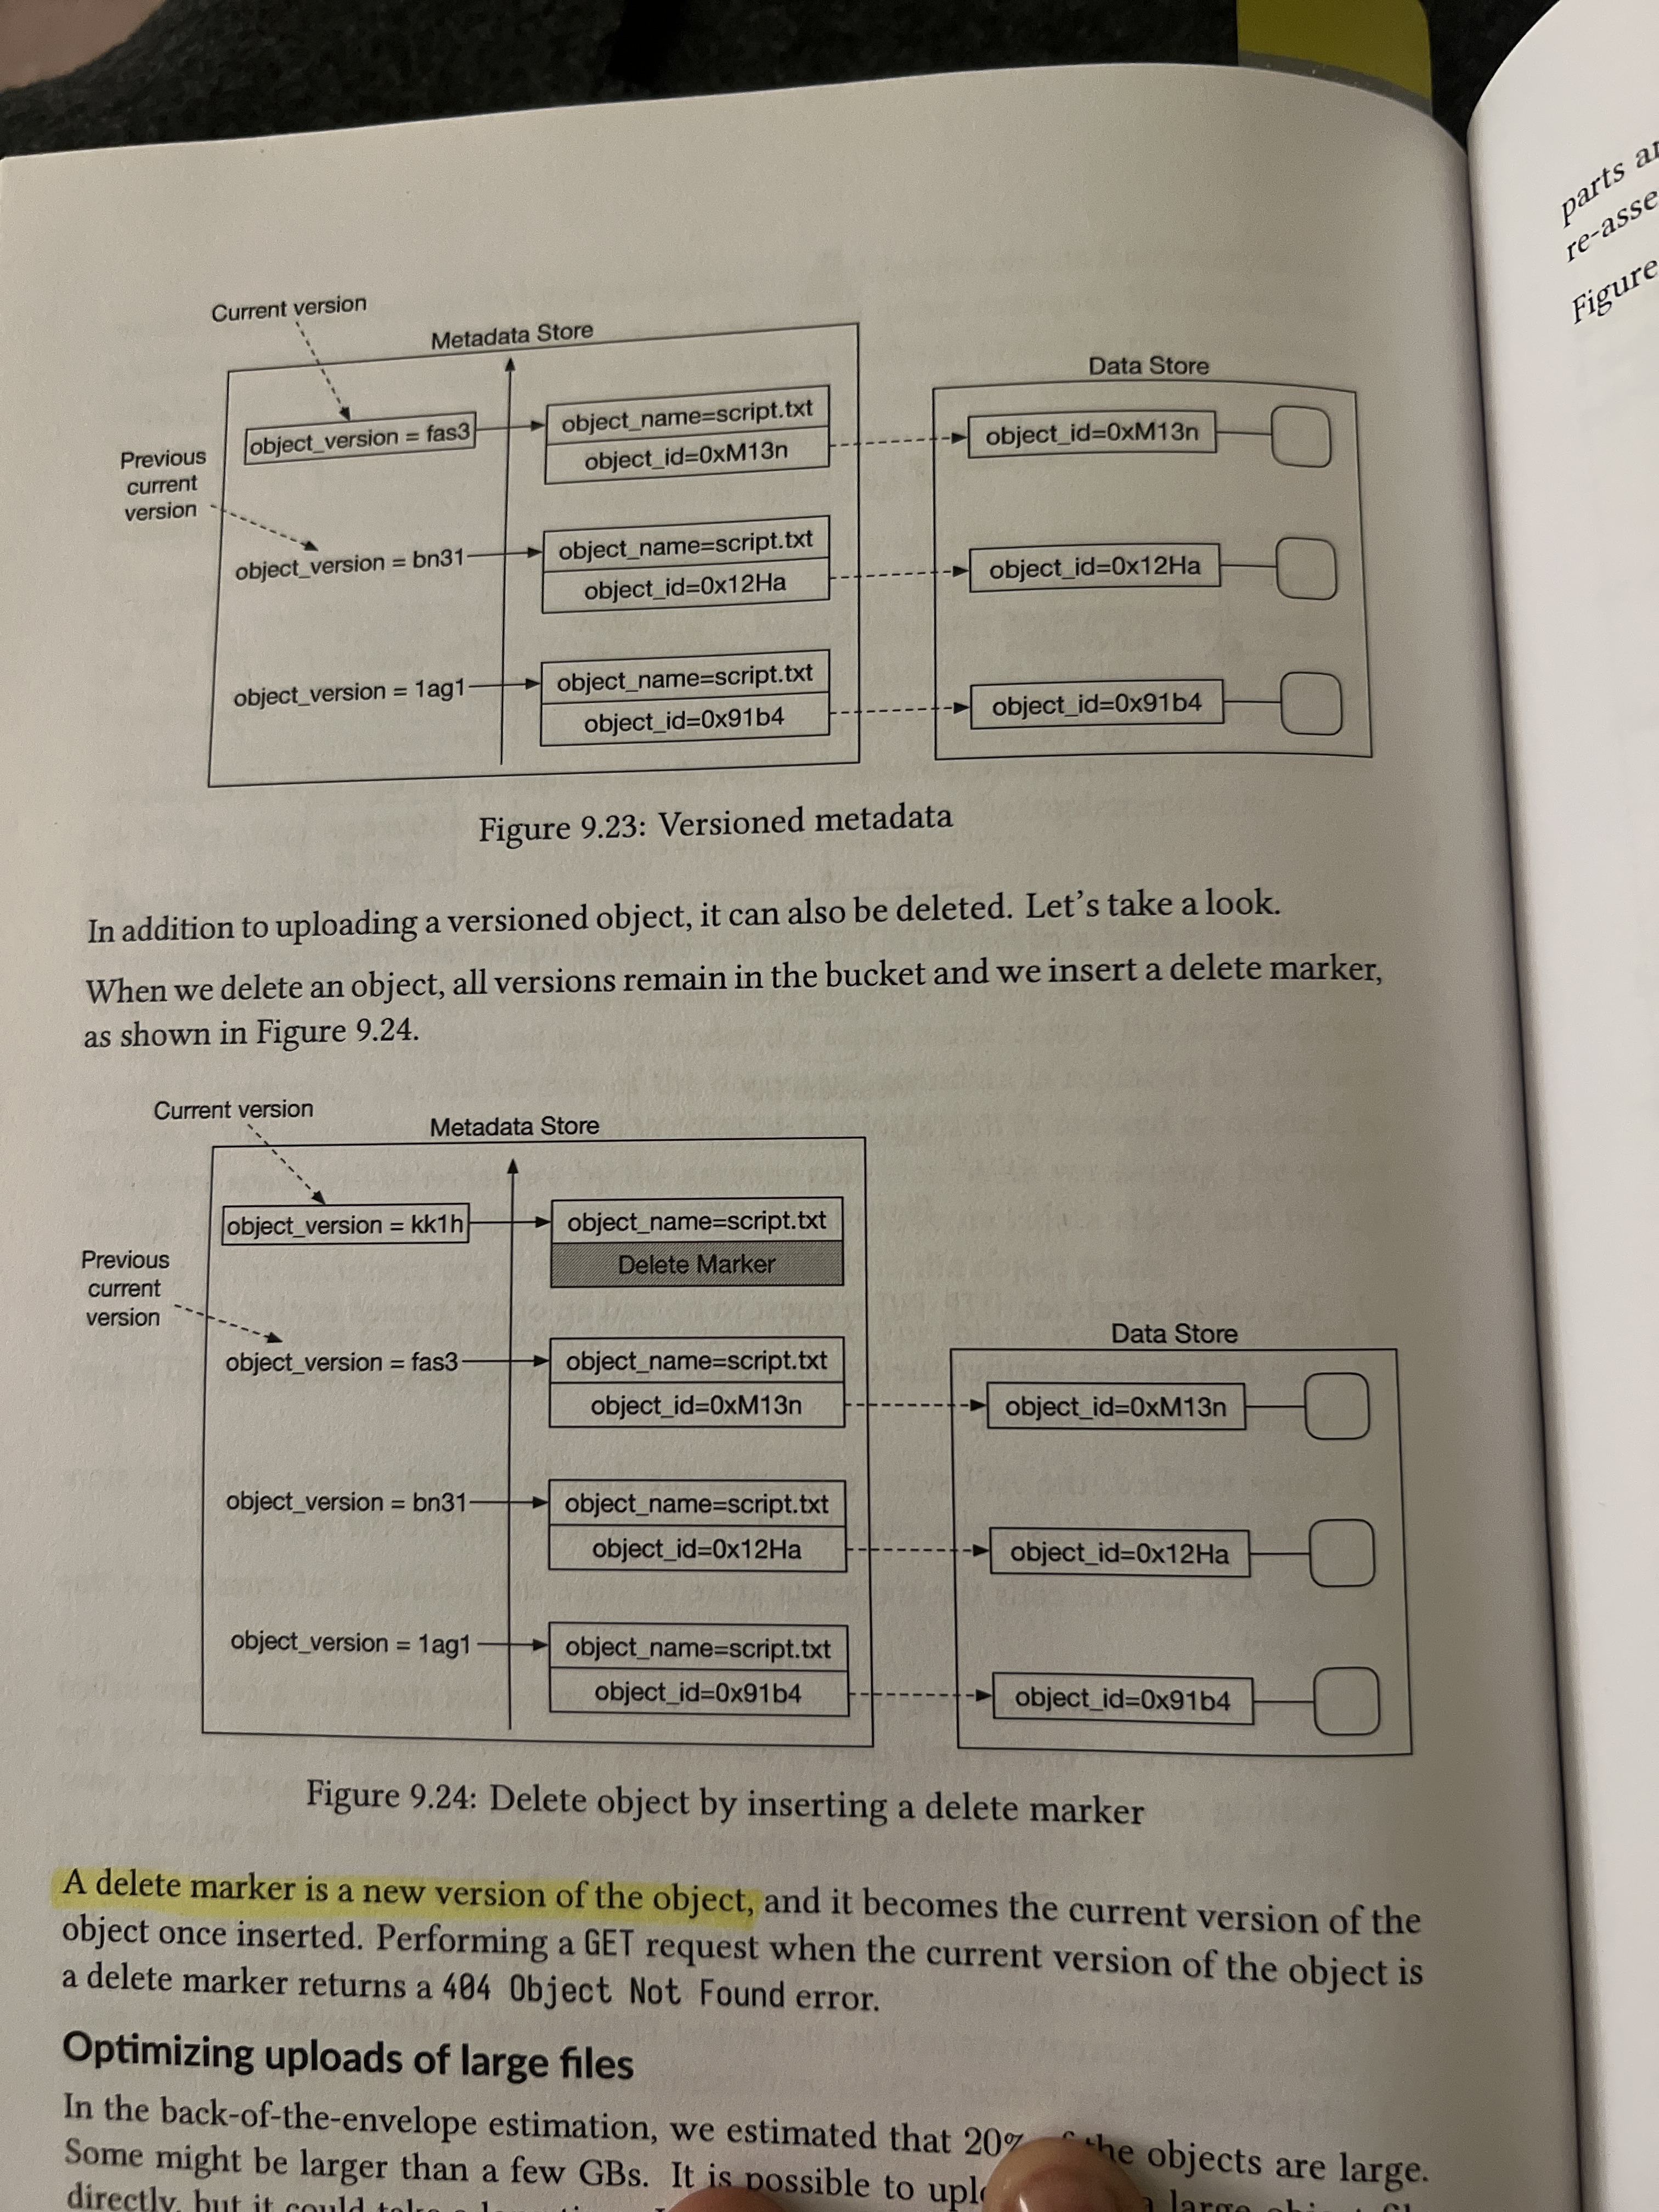 Current version
Metadata Store
Data Store
object_version = fas3
object_name=script.txt
object_id=0xM13n
object_id=0xM13n
Previous
current
version
object_version = bn31
object_name=script.txt
object_id=0x12Ha
object_id=0x12Ha
object_version = 1ag1
object_name=script.txt
object_id=0x91b4
object_id=0x91b4
Figure 9.23: Versioned metadata
In addition to uploading a versioned object, it can also be deleted. Let's take a look.
When we delete an object, all versions remain in the bucket and we insert a delete marker,
as shown in Figure 9.24.
Current version
Metadata Store
object_version = kk1h
object_name=script.txt
Delete Marker
Previous
current
version
Data Store
object_version = fas3
object_name=script.txt
object_id=0xM13n
object_id=0xM13n
object_version = bn31
object_name=script.txt
object_id=0x12Ha
object_id=0x12Ha
object_version = 1ag1
object_name=script.txt
object_id=0x91b4
object_id=0x91b4
Figure 9.24: Delete object by inserting a delete marker
A delete marker is a new version of the object, and it becomes the current version of the
object once inserted. Performing a GET request when the current version of the object is
a delete marker returns a 404 Object Not Found error.
Optimizing uploads of large files
In the back-of-the-envelope estimation, we estimated that 20% the objects are large.
Some might be larger than a few GBs. It is possible to large
directly, but it could
parts
Figure